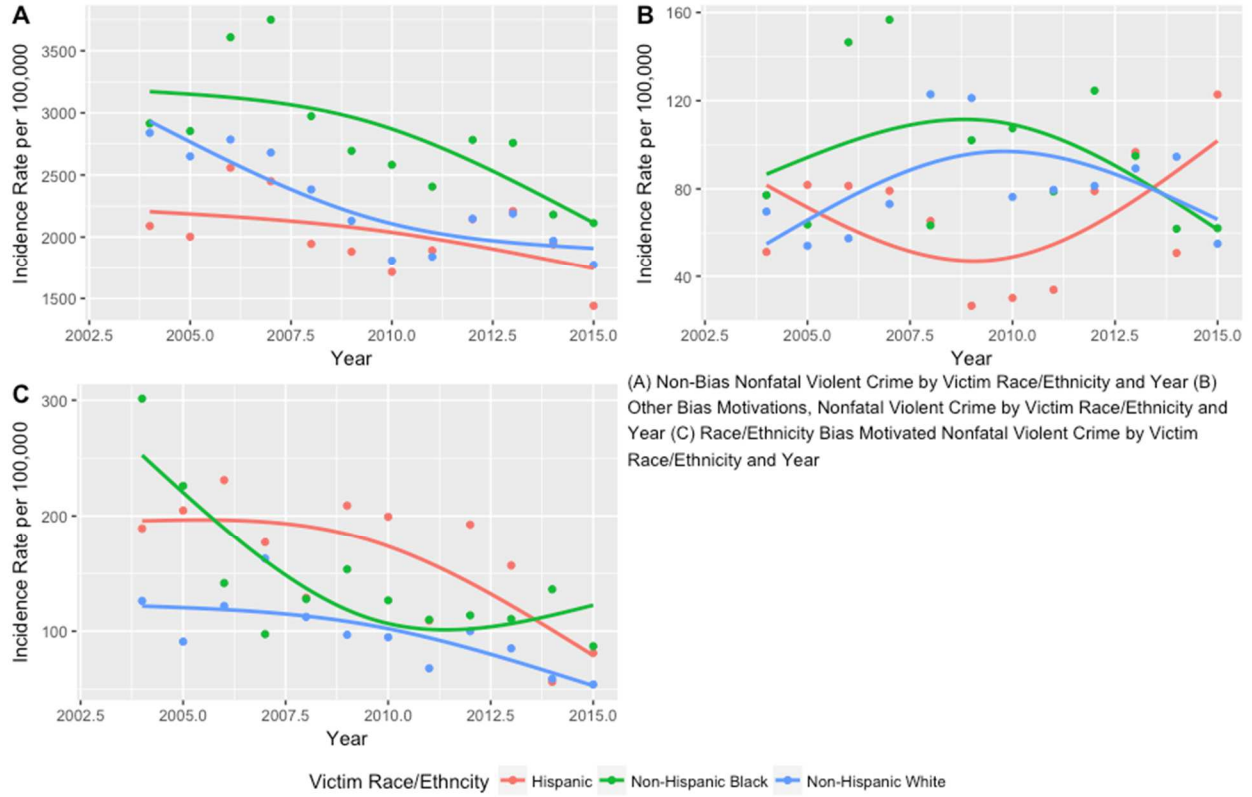 A
Incidence Rate per 100,000
3500
3000
2500
2000
1500
2002.5 2005.0 2007.5 2010.0 2012.5 2015.0
Year
B
Incidence Rate per 100,000
160
120
80
40
2002.5 2005.0 2007.5 2010.0 2012.5 2015.0
Year
(A) Non-Bias Nonfatal Violent Crime by Victim Race/Ethnicity and Year (B)
Other Bias Motivations, Nonfatal Violent Crime by Victim Race/Ethnicity and
Year (C) Race/Ethnicity Bias Motivated Nonfatal Violent Crime by Victim
Race/Ethnicity and Year
C
Incidence Rate per 100,000
300
200
100
2002.5 2005.0 2007.5 2010.0 2012.5 2015.0
Year
Victim Race/Ethncity Hispanic Non-Hispanic Black Non-Hispanic White